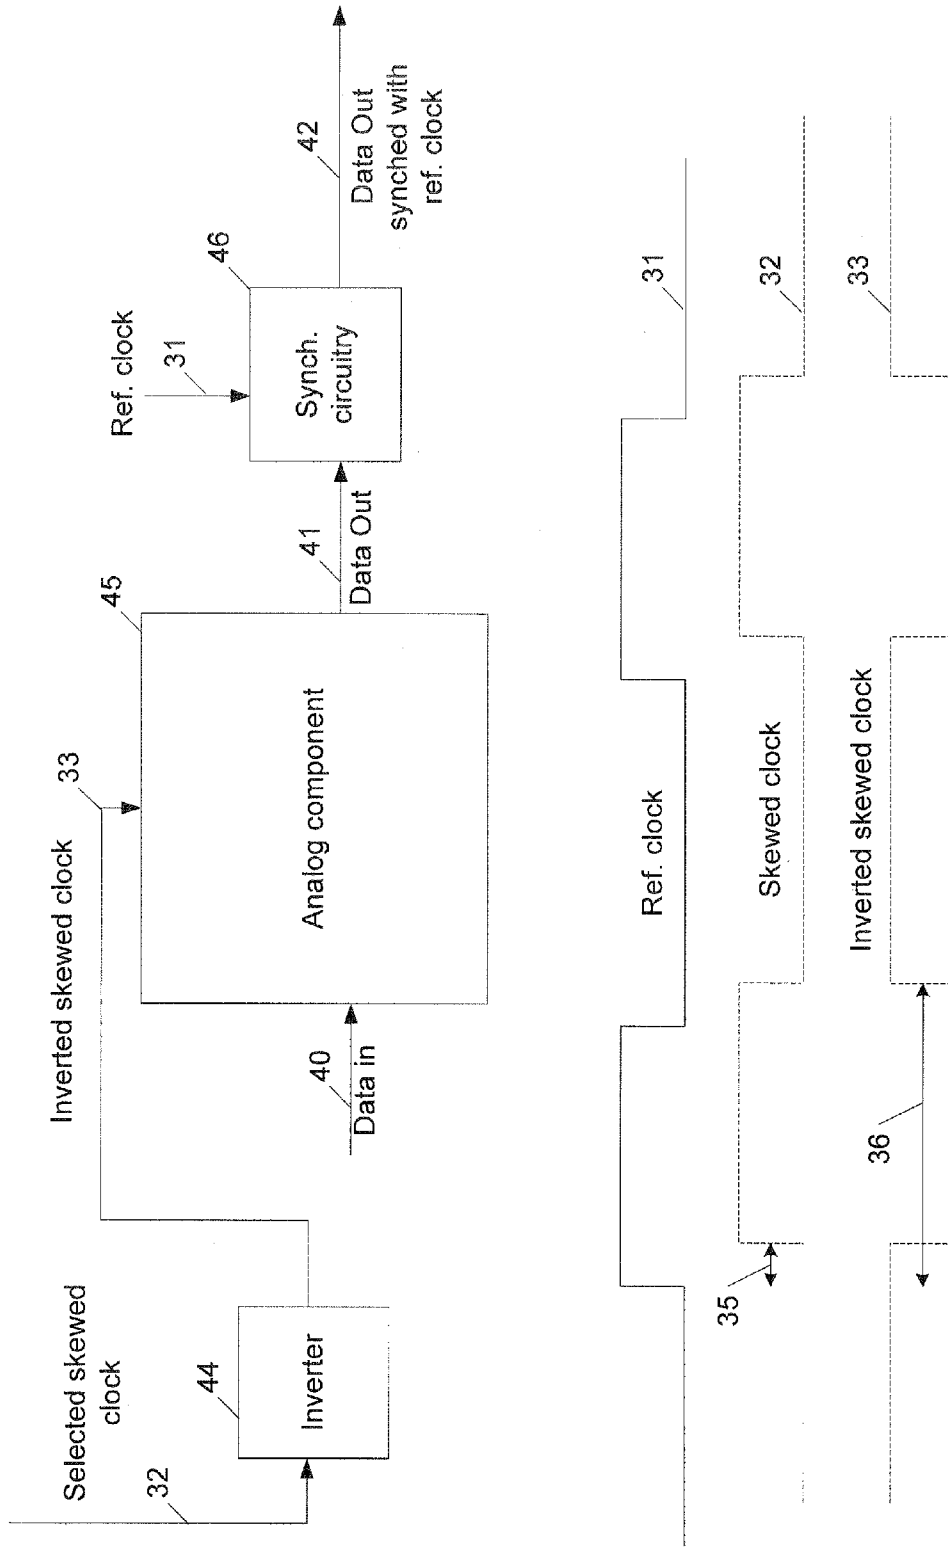 Selected skewed
clock
32
44
Inverter
Inverted skewed clock
33
40
Data in
45
Analog component
41
Data Out
Ref. clock
31
46
Synch.
circuitry
42
Data Out
synched with
ref. clock
Ref. clock
31
35
Skewed clock
32
Inverted skewed clock
33
36